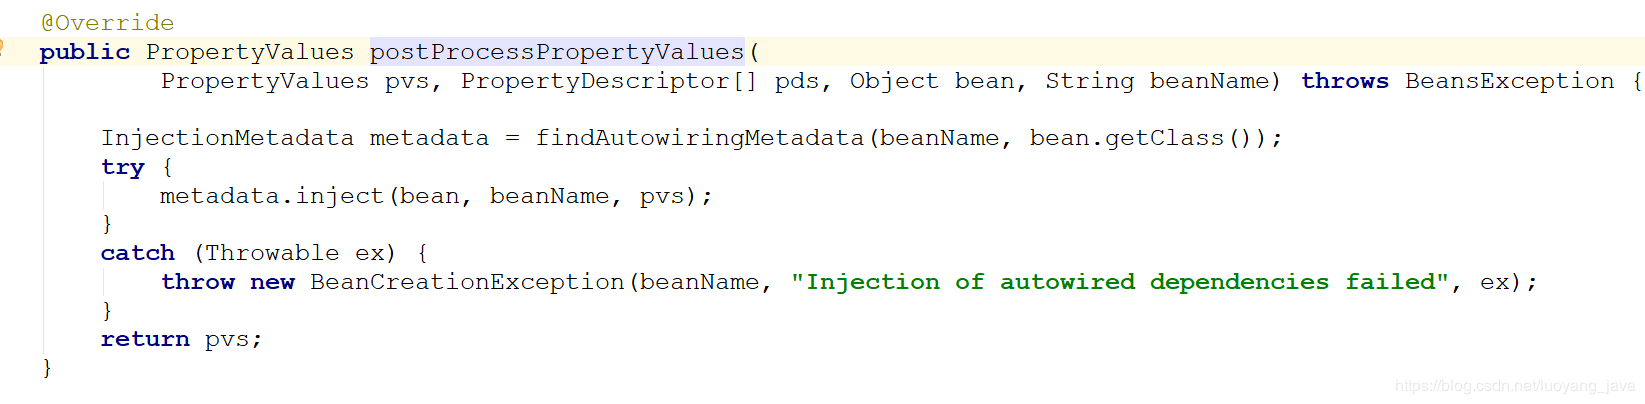 @Override
public PropertyValues postProcessPropertyValues(
        PropertyValues pvs, PropertyDescriptor[] pds, Object bean, String beanName) throws BeansException {
    InjectionMetadata metadata = findAutowiringMetadata(beanName, bean.getClass());
    try {
        metadata.inject(bean, beanName, pvs);
    }
    catch (Throwable ex) {
        throw new BeanCreationException(beanName, "Injection of autowired dependencies failed", ex);
    }
    return pvs;
}
https://blog.csdn.net/luoyang_java